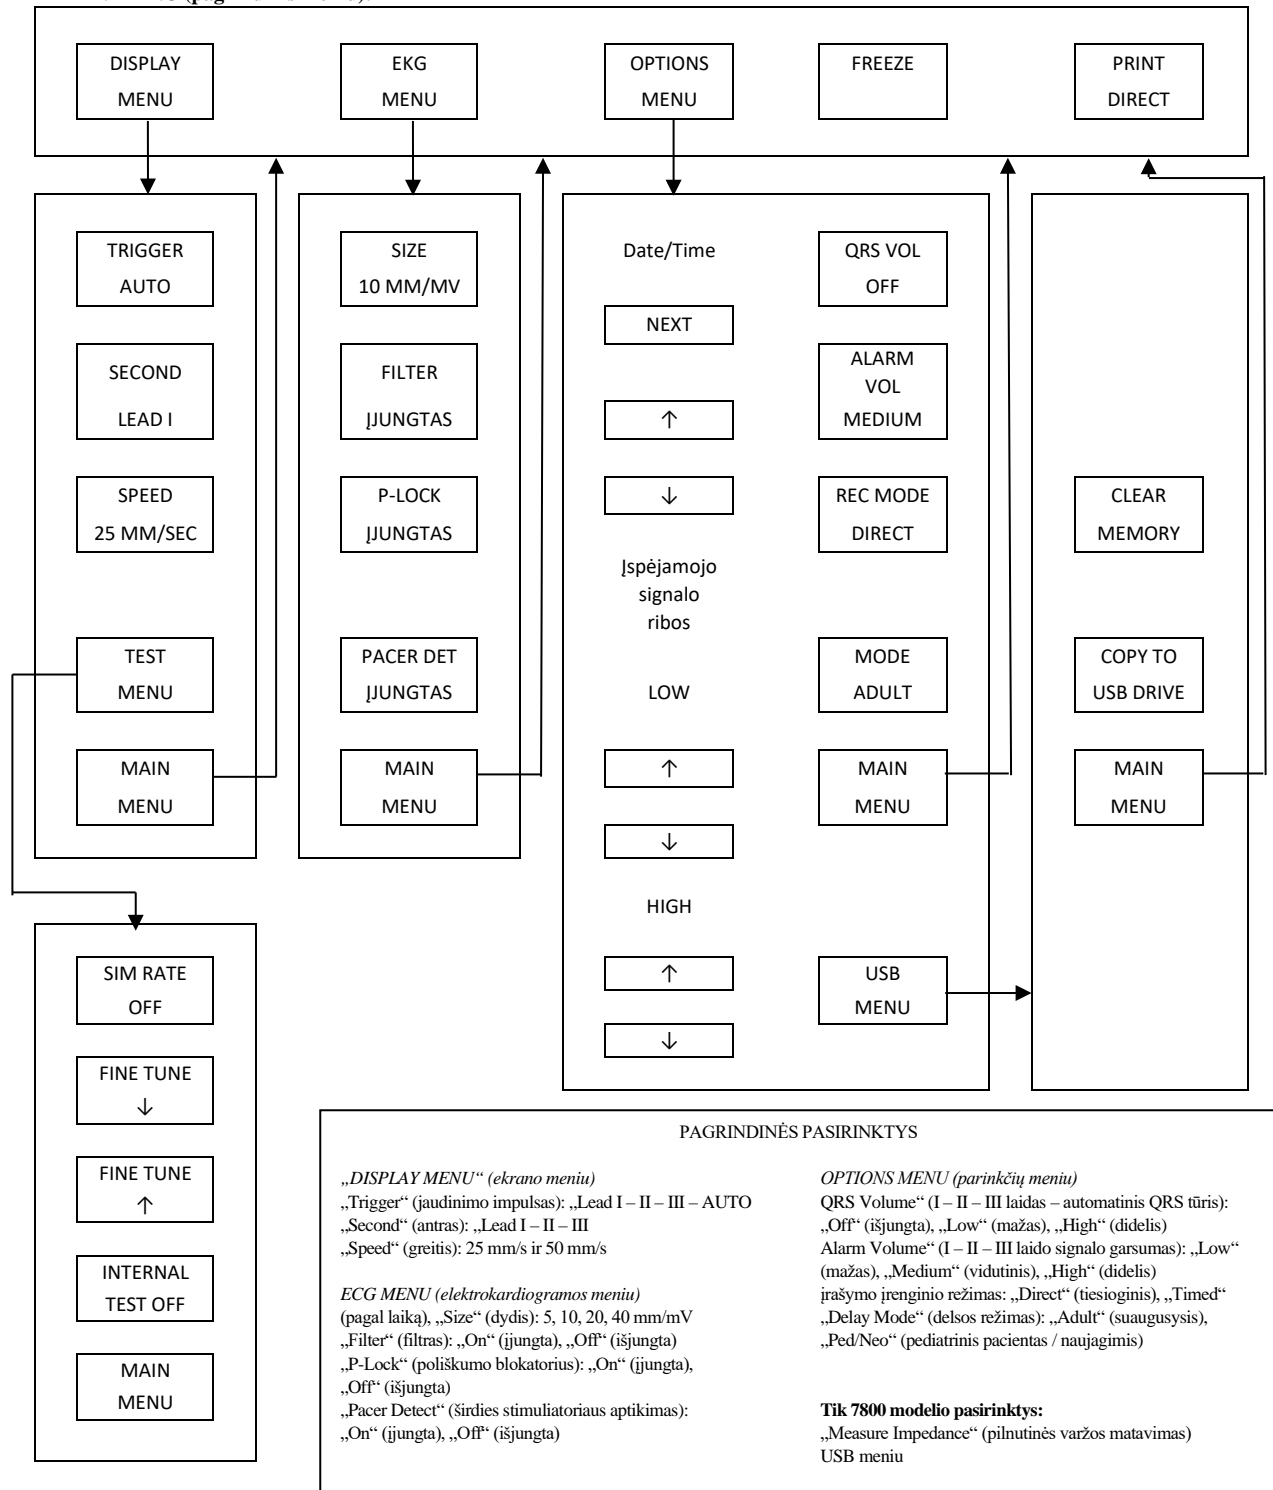 DISPLAY
MENU
EKG
MENU
OPTIONS
MENU
FREEZE
PRINT
DIRECT
TRIGGER
AUTO
SECOND
LEAD I
SPEED
25 MM/SEC
TEST
MENU
MAIN
MENU
SIZE
10 MM/MV
FILTER
ĮJUNGTAS
P-LOCK
ĮJUNGTAS
PACER DET
ĮJUNGTAS
MAIN
MENU
Date/Time
NEXT
↑
↓
Įspėjamojo
signalo
ribos
LOW
↑
↓
HIGH
↑
↓
QRS VOL
OFF
ALARM
VOL
MEDIUM
REC MODE
DIRECT
MODE
ADULT
MAIN
MENU
USB
MENU
CLEAR
MEMORY
COPY TO
USB DRIVE
MAIN
MENU
SIM RATE
OFF
FINE TUNE
↓
FINE TUNE
↑
INTERNAL
TEST OFF
MAIN
MENU
PAGRINDINĖS PASIRINKTYS
„DISPLAY MENU“ (ekrano meniu)
„Trigger“ (jaudinimo impulsas): „Lead I – II – III – AUTO
„Second“ (antras): „Lead I – II – III
„Speed“ (greitis): 25 mm/s ir 50 mm/s
ECG MENU (elektrokardiogramos meniu)
(pagal laiką), „Size“ (dydis): 5, 10, 20, 40 mm/mV
„Filter“ (filtras): „On“ (įjungta), „Off“ (išjungta)
„P-Lock“ (poliškumo blokatorius): „On“ (įjungta),
„Off“ (išjungta)
„Pacer Detect“ (širdies stimuliatoriaus aptikimas):
„On“ (įjungta), „Off“ (išjungta)
OPTIONS MENU (parinkčių meniu)
QRS Volume“ (I – II – III laidas – automatinis QRS tūris):
„Off“ (išjungta), „Low“ (mažas), „High“ (didelis)
Alarm Volume“ (I – II – III laido signalo garsumas): „Low“
(mažas), „Medium“ (vidutinis), „High“ (didelis)
įrašymo įrenginio režimas: „Direct“ (tiesioginis), „Timed“
„Delay Mode“ (delsos režimas): „Adult“ (suaugusysis),
„Ped/Neo“ (pediatrinis pacientas / naujagimis)
Tik 7800 modelio pasirinktys:
„Measure Impedance“ (pilnutinės varžos matavimas)
USB meniu